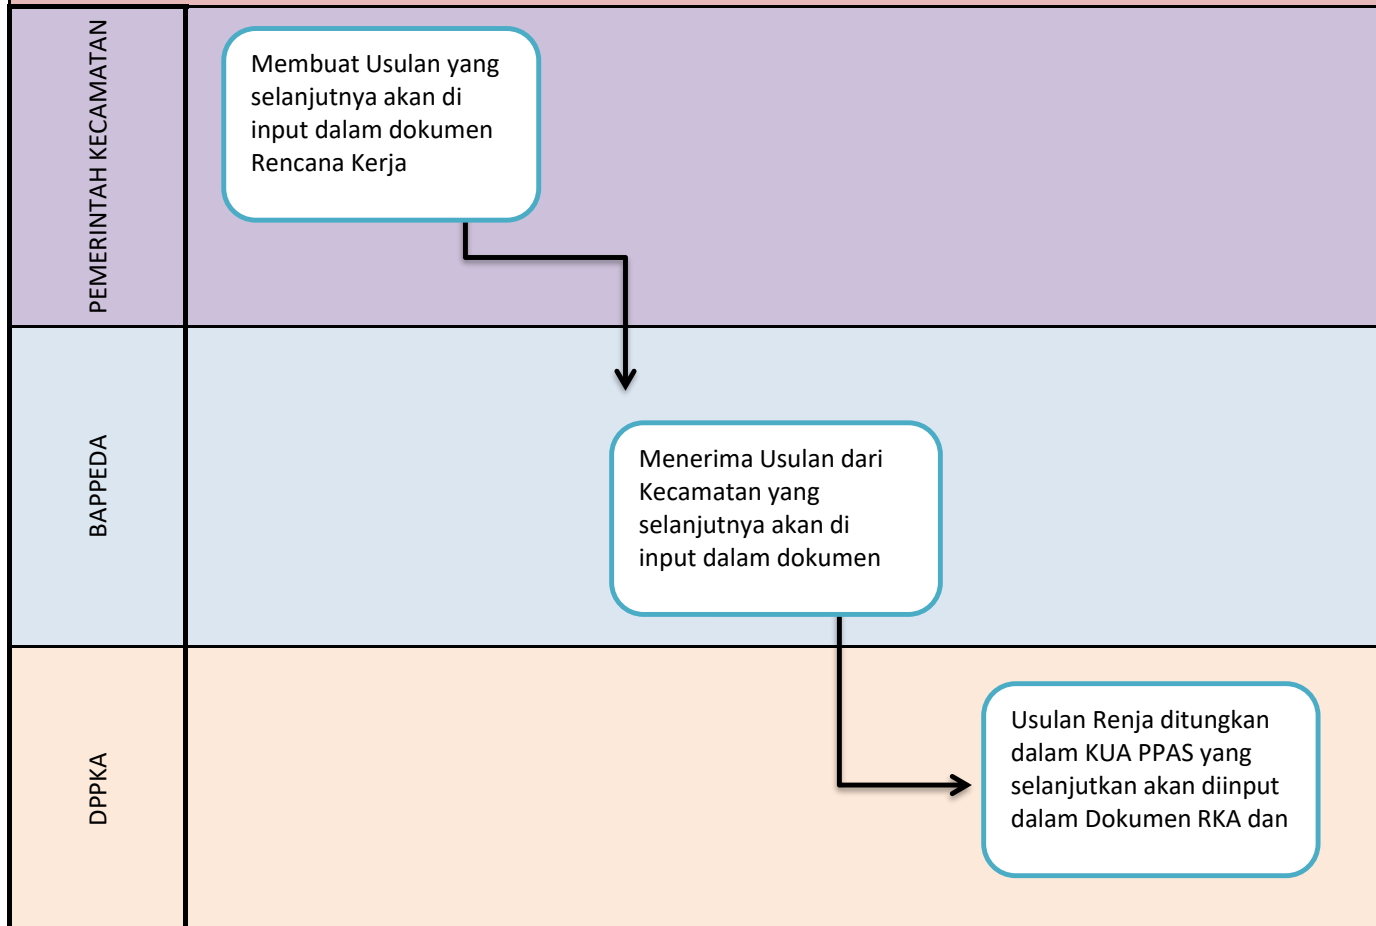 PEMERINTAH KECAMATAN
Membuat Usulan yang
selanjutnya akan di
input dalam dokumen
Rencana Kerja
BAPPEDA
Menerima Usulan dari
Kecamatan yang
selanjutnya akan di
input dalam dokumen
DPPKA
Usulan Renja ditungkan
dalam KUA PPAS yang
selanjutkan akan diinput
dalam Dokumen RKA dan